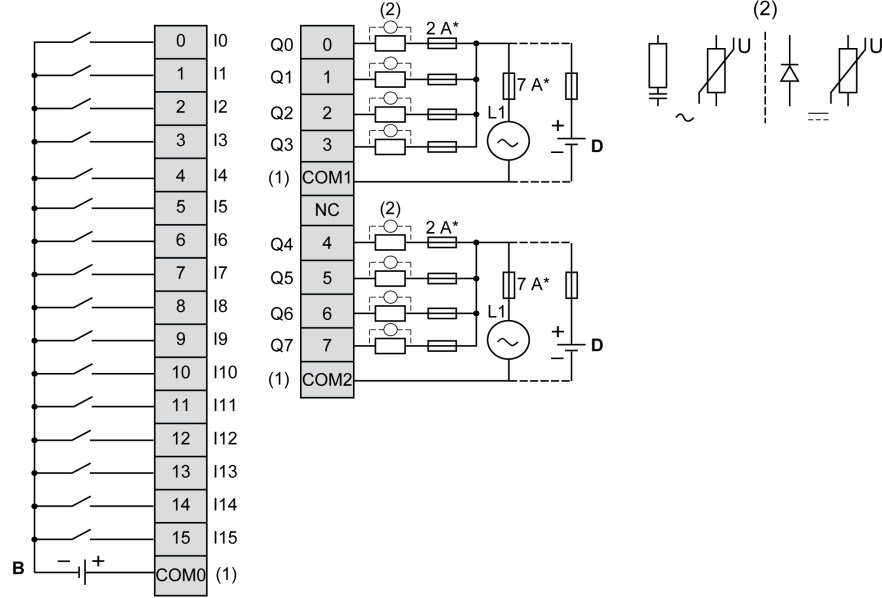 0 I0
1 I1
2 I2
3 I3
4 I4
5 I5
6 I6
7 I7
8 I8
9 I9
10 I10
11 I11
12 I12
13 I13
14 I14
15 I15
B − + COM0 (1)
(2)
Q0 0 2 A*
Q1 1 7 A*
Q2 2 L1
+
Q3 3 − D
(1) COM1
NC (2)
Q4 4 2 A*
Q5 5 7 A*
Q6 6 L1
+
Q7 7 − D
(1) COM2
(2)
U U